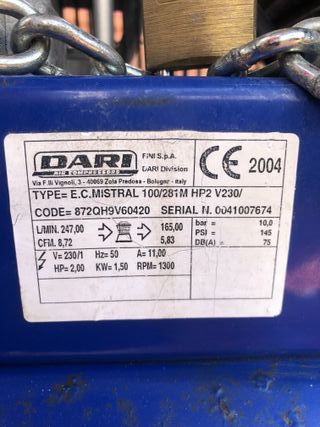 DARI
AIR COMPRESSORS
FINI S.p.A.
DARI Division
CE 2004
Via F.lli Vignoli, 3 - 40069 Zola Predosa - Bologna - Italy
TYPE= E.C.MISTRAL 100/281M HP2 V230/
CODE= 872QH9V60420 SERIAL N. 0041007674
L/MIN. 247,00 165,00
CFM. 8,72 5,83
bar = 10,0
PSI = 145
DB(A) = 75
V= 230/1 Hz= 50 A= 11,00
HP= 2,00 KW= 1,50 RPM= 1300